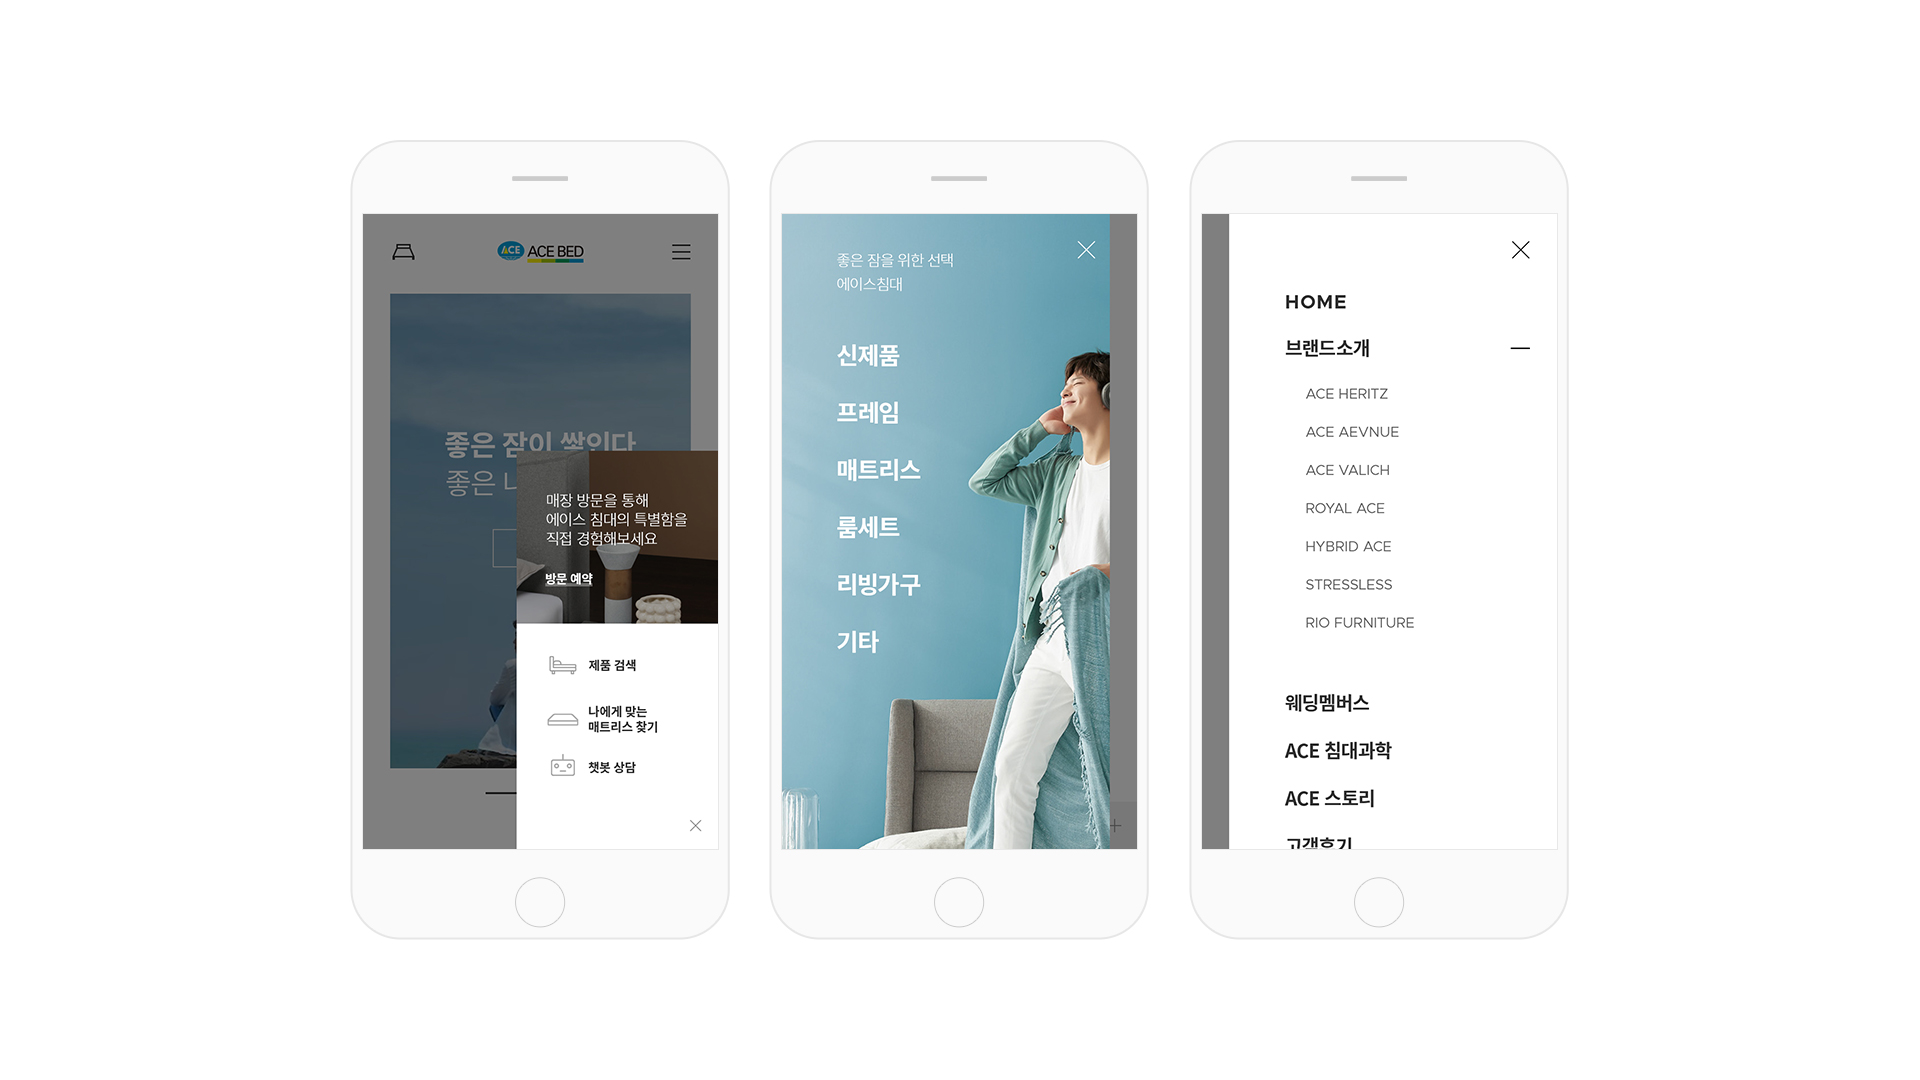 ACE ACE BED
좋은 잠이 쌓인다
좋은
매장 방문을 통해
에이스 침대의 특별함을
직접 경험해보세요
방문 예약
제품 검색
나에게 맞는
매트리스 찾기
챗봇 상담
좋은 잠을 위한 선택
에이스침대
신제품
프레임
매트리스
룸세트
리빙가구
기타
HOME
브랜드소개
ACE HERITZ
ACE AEVNUE
ACE VALICH
ROYAL ACE
HYBRID ACE
STRESSLESS
RIO FURNITURE
웨딩멤버스
ACE 침대과학
ACE 스토리
고객후기